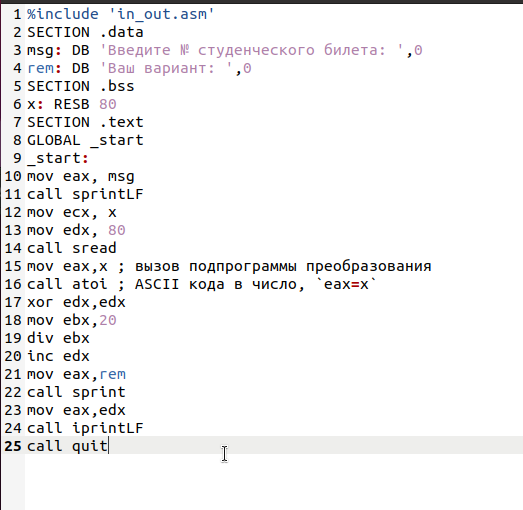 1 %include 'in_out.asm'
2 SECTION .data
3 msg: DB 'Введите № студенческого билета: ',0
4 rem: DB 'Ваш вариант: ',0
5 SECTION .bss
6 x: RESB 80
7 SECTION .text
8 GLOBAL _start
9 _start:
10 mov eax, msg
11 call sprintLF
12 mov ecx, x
13 mov edx, 80
14 call sread
15 mov eax,x ; вызов подпрограммы преобразования
16 call atoi ; ASCII кода в число, `eax=x`
17 xor edx,edx
18 mov ebx,20
19 div ebx
20 inc edx
21 mov eax,rem
22 call sprint
23 mov eax,edx
24 call iprintLF
25 call quit